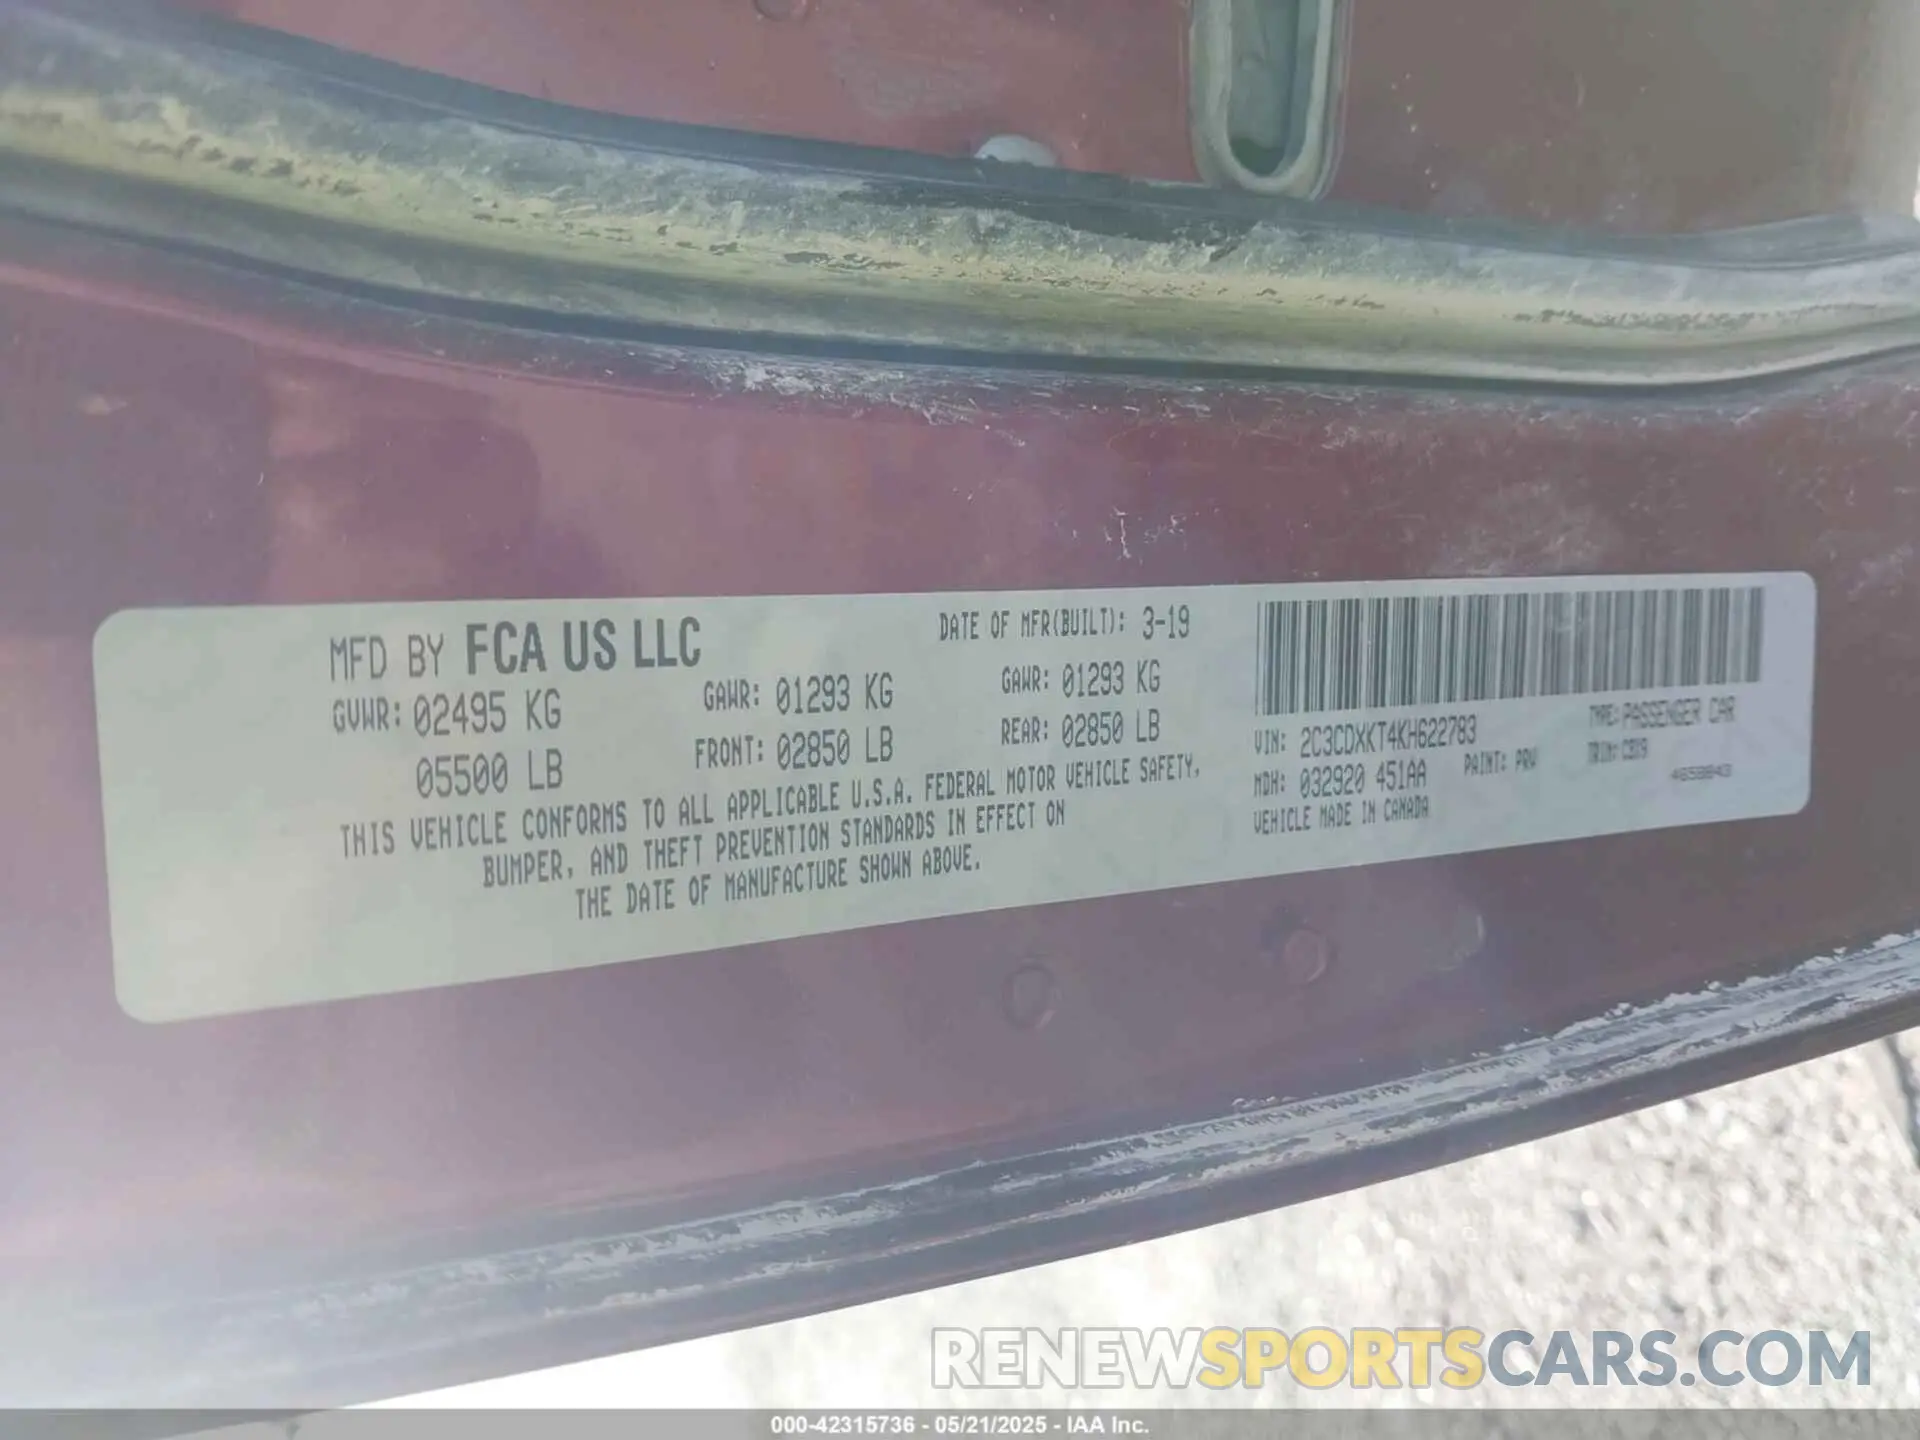 MFD BY FCA US LLC
DATE OF MFR(BUILT): 3-19
GVWR: 02495 KG
05500 LB
GAWR: 01293 KG
FRONT: 02850 LB
GAWR: 01293 KG
REAR: 02850 LB
THIS VEHICLE CONFORMS TO ALL APPLICABLE U.S.A. FEDERAL MOTOR VEHICLE SAFETY,
BUMPER, AND THEFT PREVENTION STANDARDS IN EFFECT ON
THE DATE OF MANUFACTURE SHOWN ABOVE.
VIN: 2C3CDXKT4KH622783
TYPE: PASSENGER CAR
MDH: 032920 451AA
PAINT: PRV
TRIM: CBX9
VEHICLE MADE IN CANADA
RENEWSPORTSCARS.COM
000-42315736 - 05/21/2025 - IAA Inc.